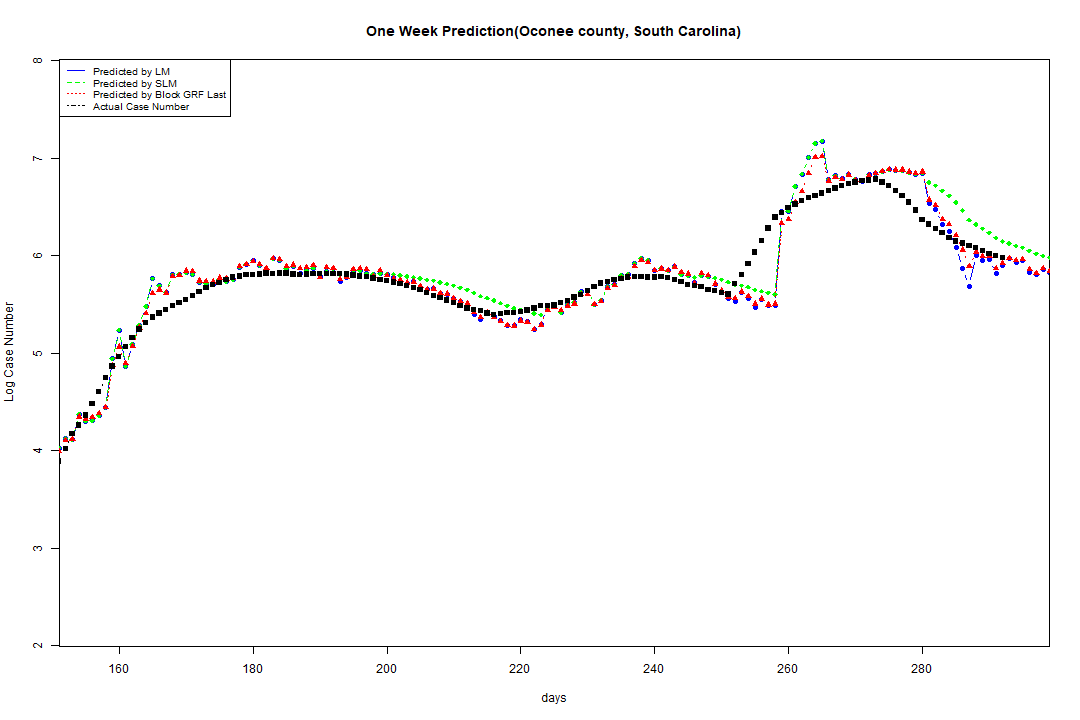 One Week Prediction(Oconee county, South Carolina)
Predicted by LM
Predicted by SLM
Predicted by Block GRF Last
Actual Case Number
8
7
6
5
4
3
2
Log Case Number
160 180 200 220 240 260 280
days